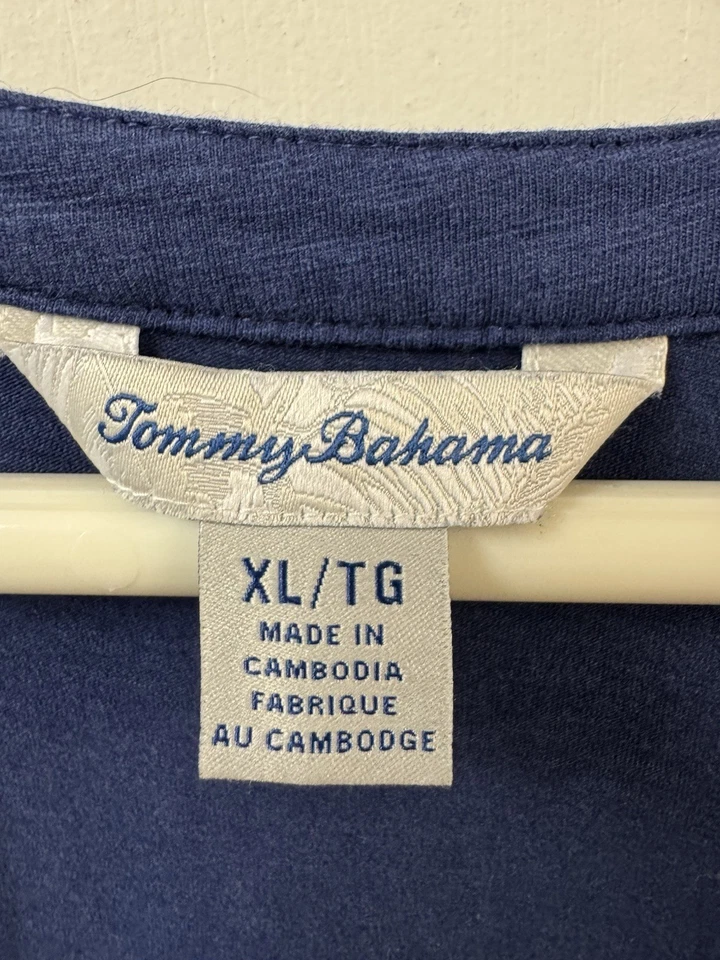 Tommy Bahama
XL/TG
MADE IN
CAMBODIA
FABRIQUE
AU CAMBODGE